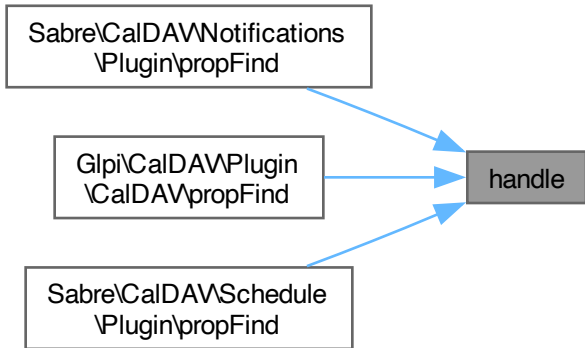 Sabre\CalDAV\Notifications
\Plugin\propFind
Glpi\CalDAV\Plugin
\CalDAV\propFind
handle
Sabre\CalDAV\Schedule
\Plugin\propFind